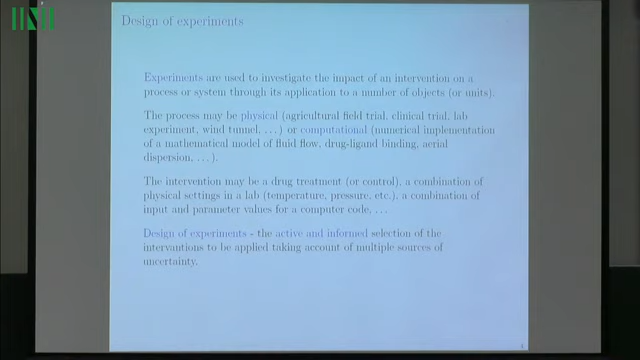 Design of experiments
Experiments are used to investigate the impact of an intervention on a
process or system through its application to a number of objects (or units).
The process may be physical (agricultural field trial, clinical trial, lab
experiment, wind tunnel, . . . ) or computational (numerical implementation
of a mathematical model of fluid flow, drug-ligand binding, aerial
dispersion, . . . ).
The intervention may be a drug treatment (or control), a combination of
physical settings in a lab (temperature, pressure, etc.), a combination of
input and parameter values for a computer code, . . .
Design of experiments - the active and informed selection of the
interventions to be applied taking account of multiple sources of
uncertainty.